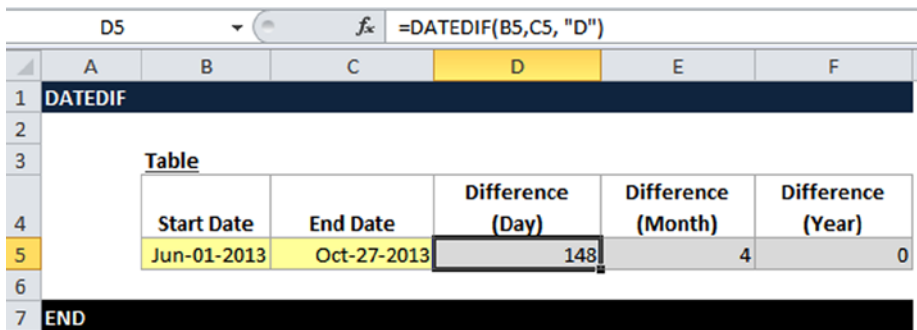 D5 fx =DATEDIF(B5,C5, "D")
A B C D E F
1 DATEDIF
2
3 Table
Difference Difference Difference
4 Start Date End Date (Day) (Month) (Year)
5 Jun-01-2013 Oct-27-2013 148 4 0
6
7 END